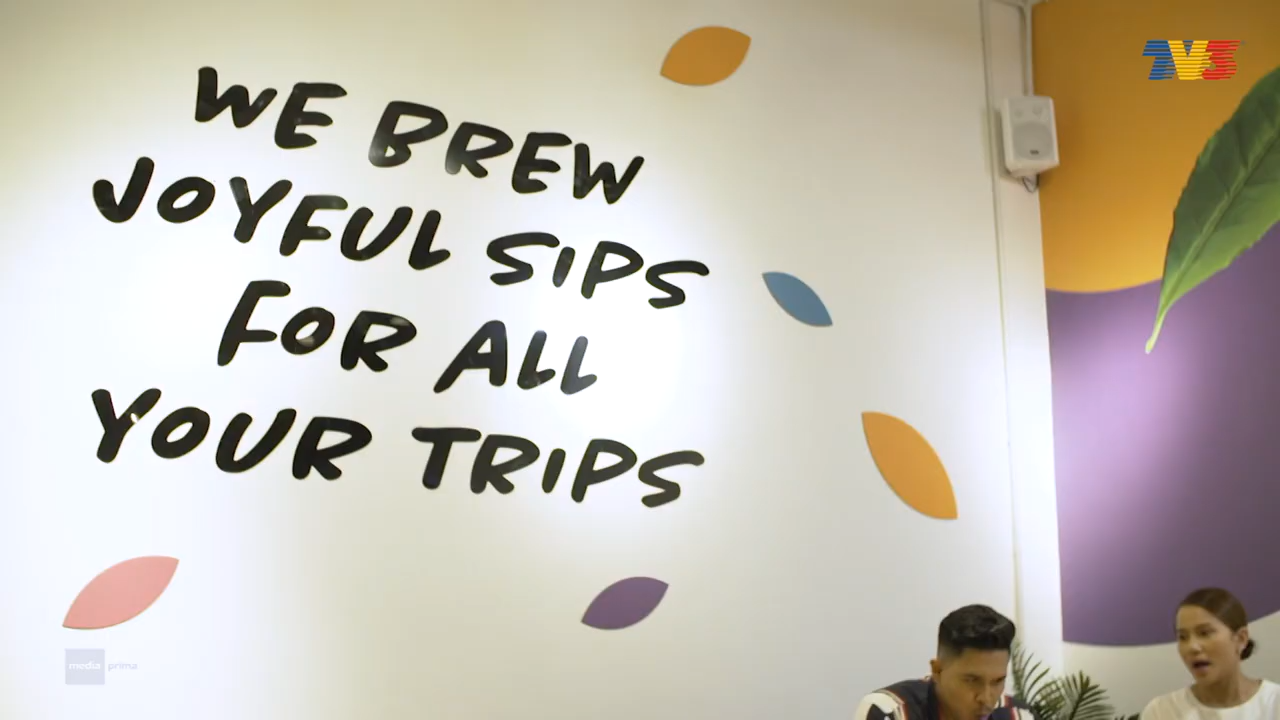 WE BREW
JOYFUL SIPS
FOR ALL
YOUR TRIPS
TV3
media prima